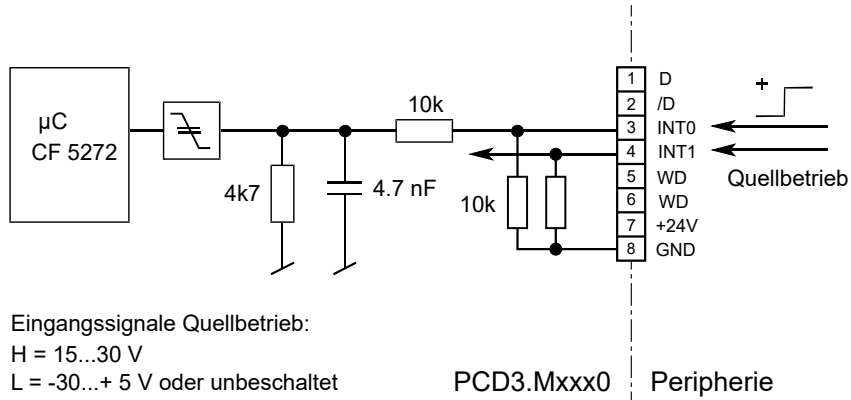 µC
CF 5272
10k
4k7
4.7 nF
10k
1 D
2 /D
3 INT0
4 INT1
5 WD
6 WD
7 +24V
8 GND
+
Quellbetrieb
Eingangssignale Quellbetrieb:
H = 15...30 V
L = -30...+ 5 V oder unbeschaltet
PCD3.Mxxx0
Peripherie